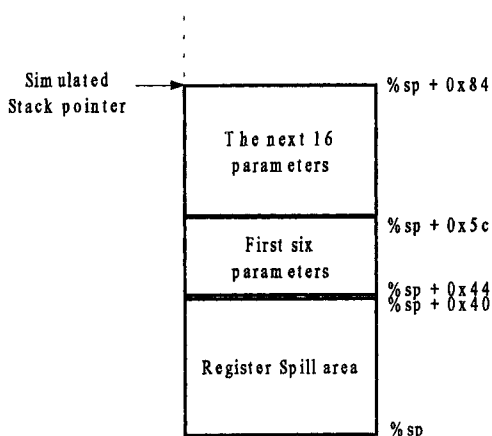 Simulated
Stack pointer
%sp + 0x84
The next 16
parameters
%sp + 0x5c
First six
parameters
%sp + 0x44
%sp + 0x40
Register Spill area
%sp